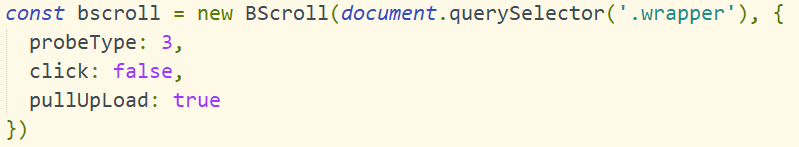 const bscroll = new BScroll(document.querySelector('.wrapper'), {
  probeType: 3,
  click: false,
  pullUpLoad: true
})